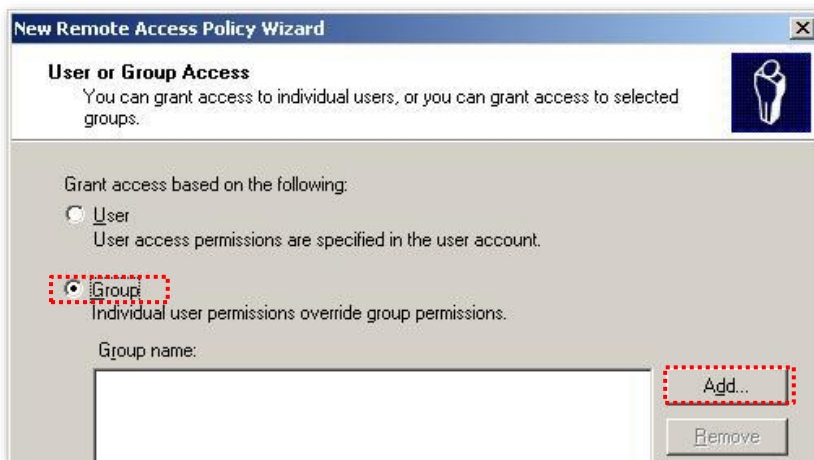 New Remote Access Policy Wizard
User or Group Access
You can grant access to individual users, or you can grant access to selected
groups.
Grant access based on the following:
User
User access permissions are specified in the user account.
Group
Individual user permissions override group permissions.
Group name:
Add...
Remove